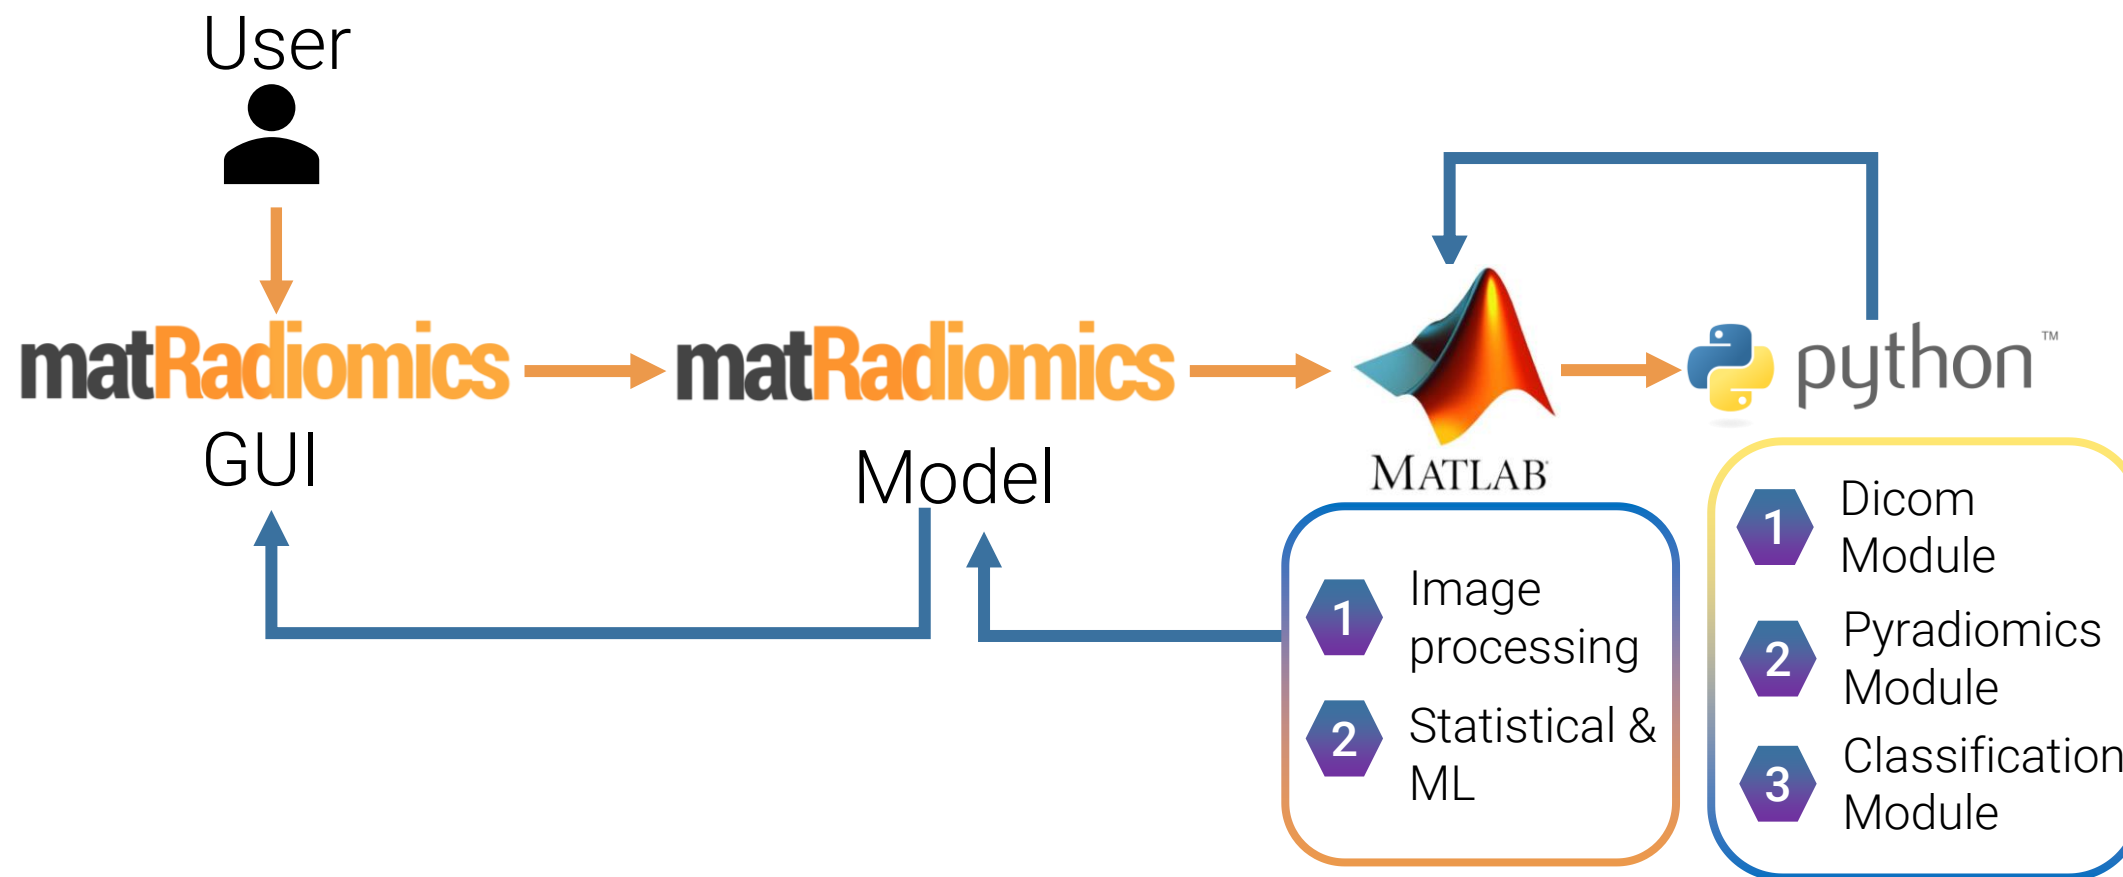 User
matRadiomics
GUI
matRadiomics
Model
MATLAB
python™
1
Image
processing
2
Statistical &
ML
1
Dicom
Module
2
Pyradiomics
Module
3
Classification
Module